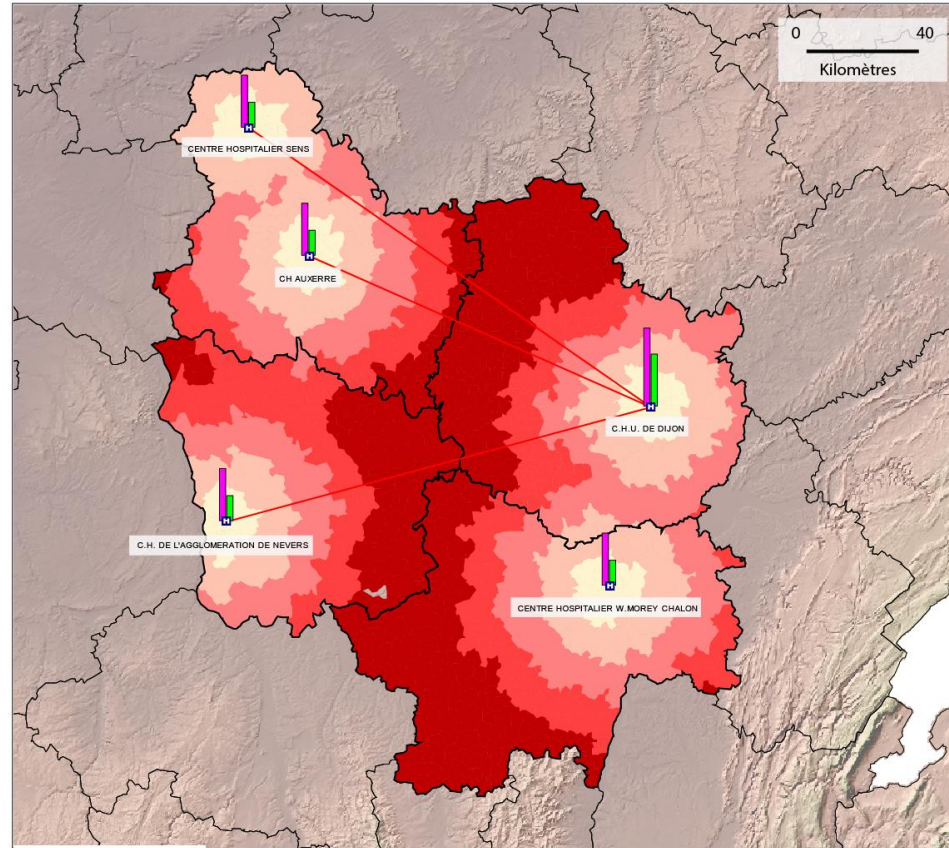 0 40
Kilomètres
CENTRE HOSPITALIER SENS
H
CH AUXERRE
H
H
C.H.U. DE DIJON
H
C.H. DE L'AGGLOMERATION DE NEVERS
H
CENTRE HOSPITALIER W.MOREY CHALON